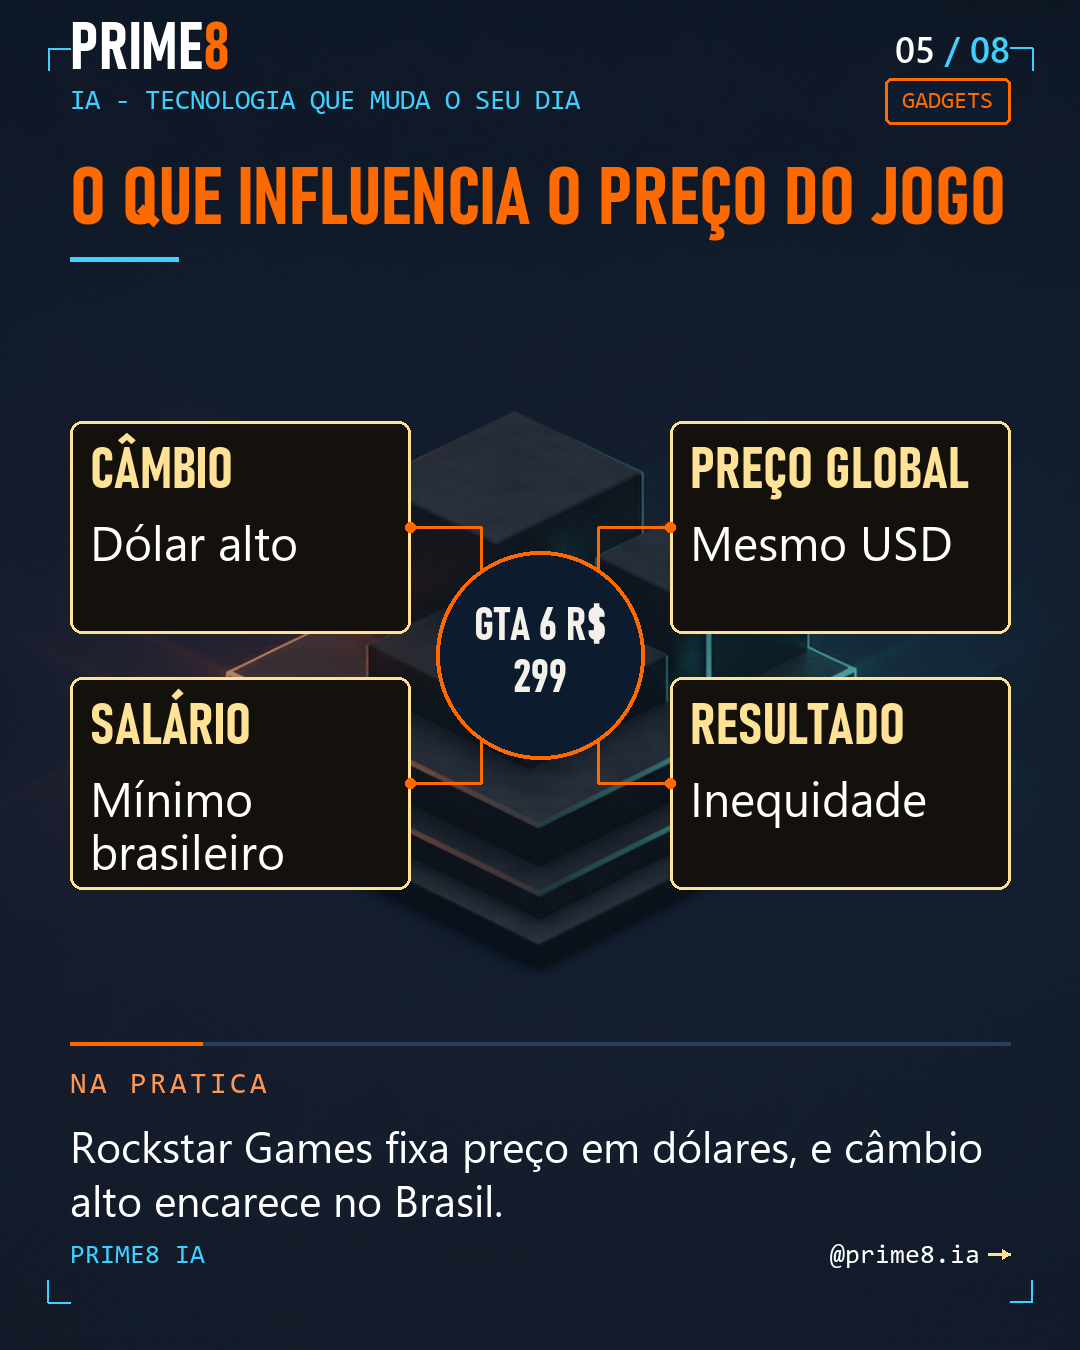 PRIME8
05 / 08
IA - TECNOLOGIA QUE MUDA O SEU DIA
GADGETS
O QUE INFLUENCIA O PREÇO DO JOGO
CÂMBIO
Dólar alto
PREÇO GLOBAL
Mesmo USD
GTA 6 R$
299
SALÁRIO
Mínimo
brasileiro
RESULTADO
Inequidade
NA PRATICA
Rockstar Games fixa preço em dólares, e câmbio
alto encarece no Brasil.
PRIME8 IA
@prime8.ia